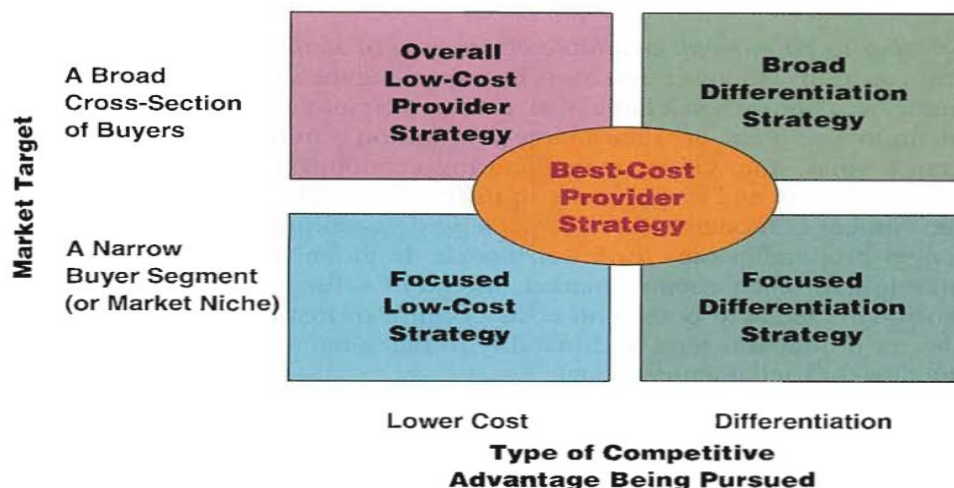 Market Target
A Broad
Cross-Section
of Buyers
Overall
Low-Cost
Provider
Strategy
Broad
Differentiation
Strategy
Best-Cost
Provider
Strategy
A Narrow
Buyer Segment
(or Market Niche)
Focused
Low-Cost
Strategy
Focused
Differentiation
Strategy
Lower Cost
Differentiation
Type of Competitive
Advantage Being Pursued